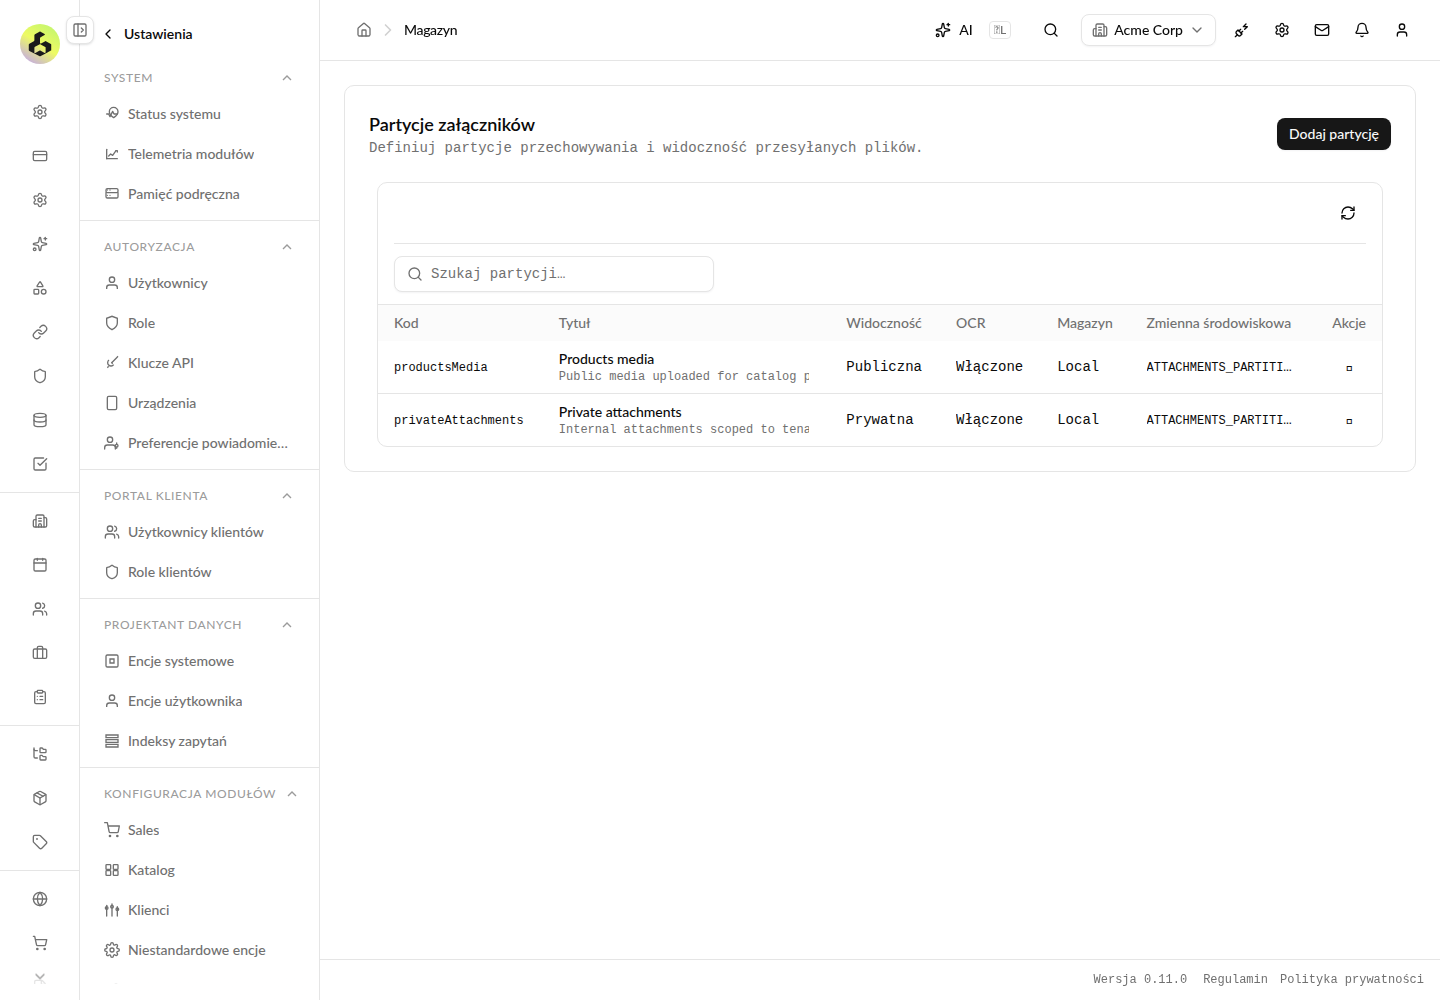 Ustawienia
SYSTEM
Status systemu
Telemetria modułów
Pamięć podręczna
AUTORYZACJA
Użytkownicy
Role
Klucze API
Urządzenia
Preferencje powiadomie...
PORTAL KLIENTA
Użytkownicy klientów
Role klientów
PROJEKTANT DANYCH
Encje systemowe
Encje użytkownika
Indeksy zapytań
KONFIGURACJA MODUŁÓW
Sales
Katalog
Klienci
Niestandardowe encje
Magazyn
AI L
Acme Corp
Partycje załączników
Definiuj partycje przechowywania i widoczność przesyłanych plików.
Dodaj partycję
Szukaj partycji…
Kod Tytuł Widoczność OCR Magazyn Zmienna środowiskowa Akcje
productsMedia Products media Publiczna Włączone Local ATTACHMENTS_PARTITI…
Public media uploaded for catalog p
privateAttachments Private attachments Prywatna Włączone Local ATTACHMENTS_PARTITI…
Internal attachments scoped to tena
Wersja 0.11.0 Regulamin Polityka prywatności